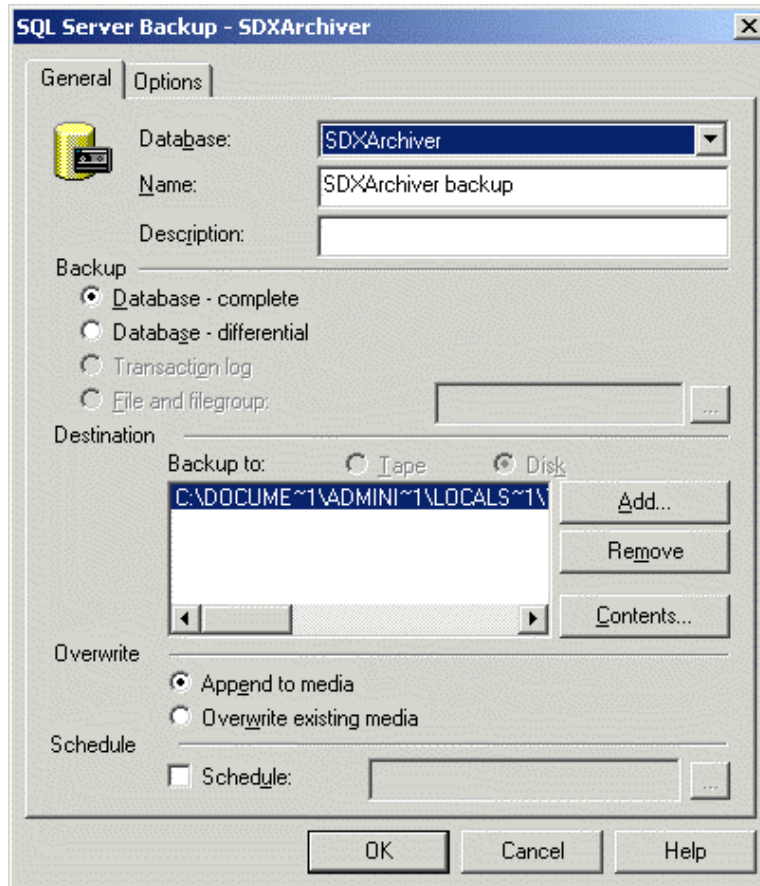 SQL Server Backup - SDXArchiver
General Options
Database: SDXArchiver
Name: SDXArchiver backup
Description:
Backup
Database - complete
Database - differential
Transaction log
File and filegroup: ...
Destination
Backup to: Tape Disk
C:\DOCUME~1\ADMINI~1\LOCALS~1\ Add...
Remove
Contents...
Overwrite
Append to media
Overwrite existing media
Schedule
Schedule: ...
OK Cancel Help